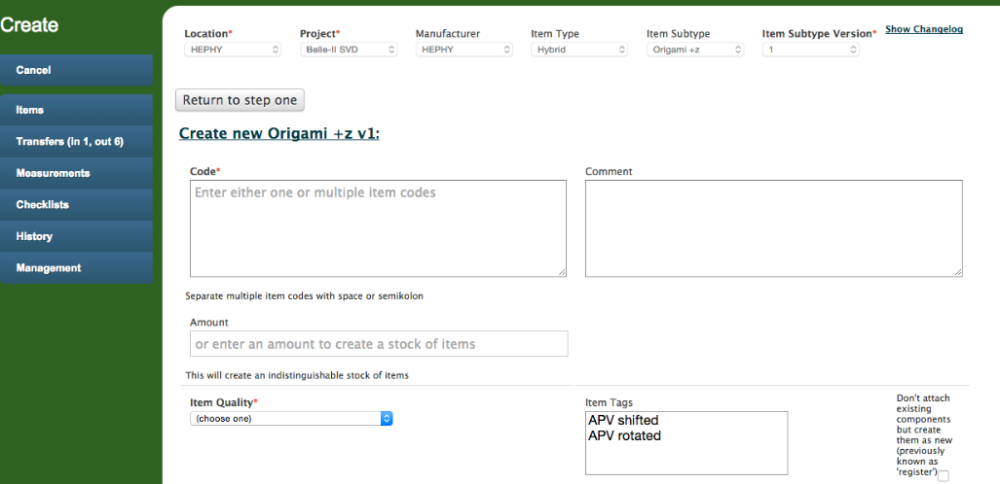 Create
Cancel
Items
Transfers (in 1, out 6)
Measurements
Checklists
History
Management
Location* Project* Manufacturer Item Type Item Subtype Item Subtype Version* Show Changelog
HEPHY Belle-II SVD HEPHY Hybrid Origami +z 1
Return to step one
Create new Origami +z v1:
Code* Comment
Enter either one or multiple item codes
Separate multiple item codes with space or semikolon
Amount
or enter an amount to create a stock of items
This will create an indistinguishable stock of items
Item Quality* Item Tags
(choose one)
APV shifted
APV rotated
Don't attach
existing
components
but create
them as new
(previously
known as
'register')